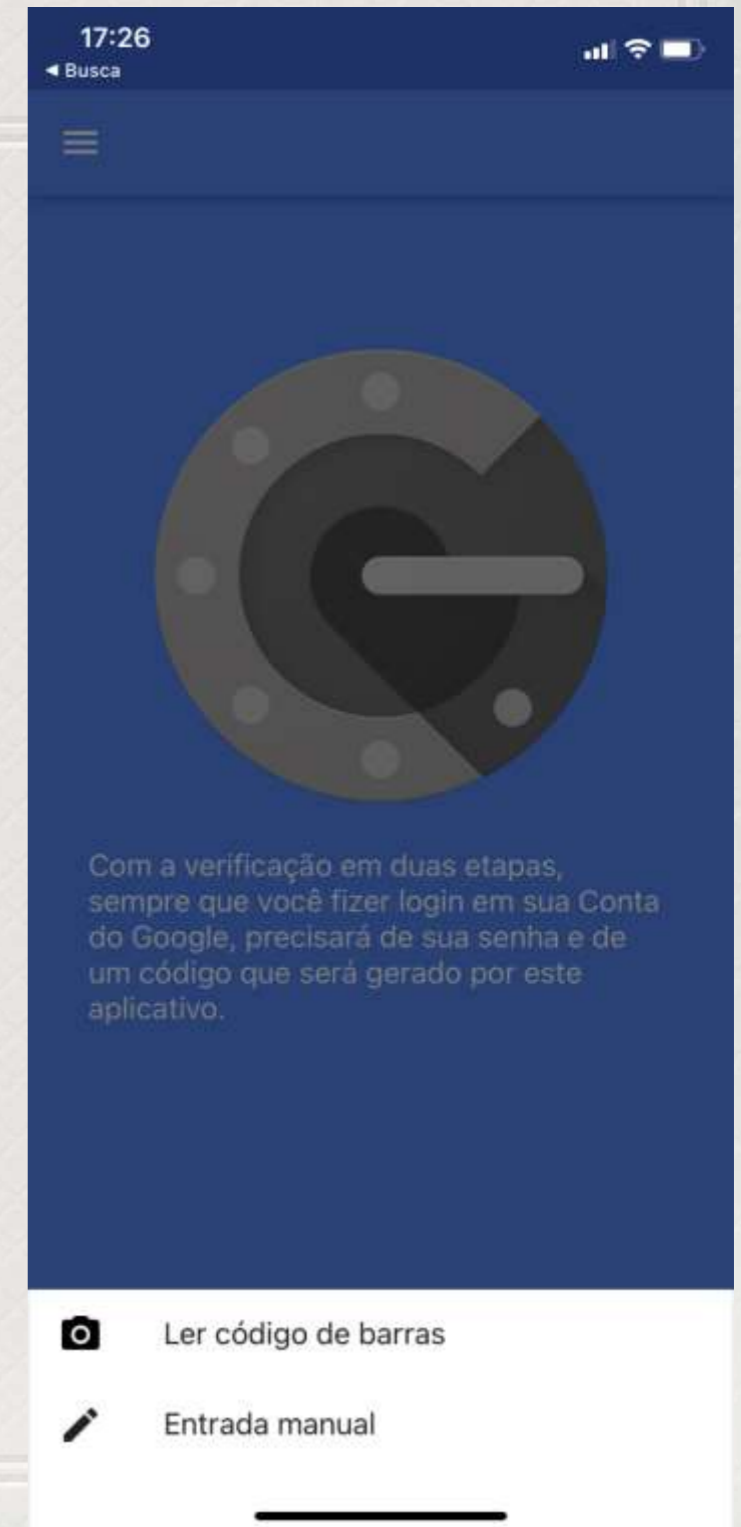 17:26
◀ Busca
Com a verificação em duas etapas,
sempre que você fizer login em sua Conta
do Google, precisará de sua senha e de
um código que será gerado por este
aplicativo.
Ler código de barras
Entrada manual